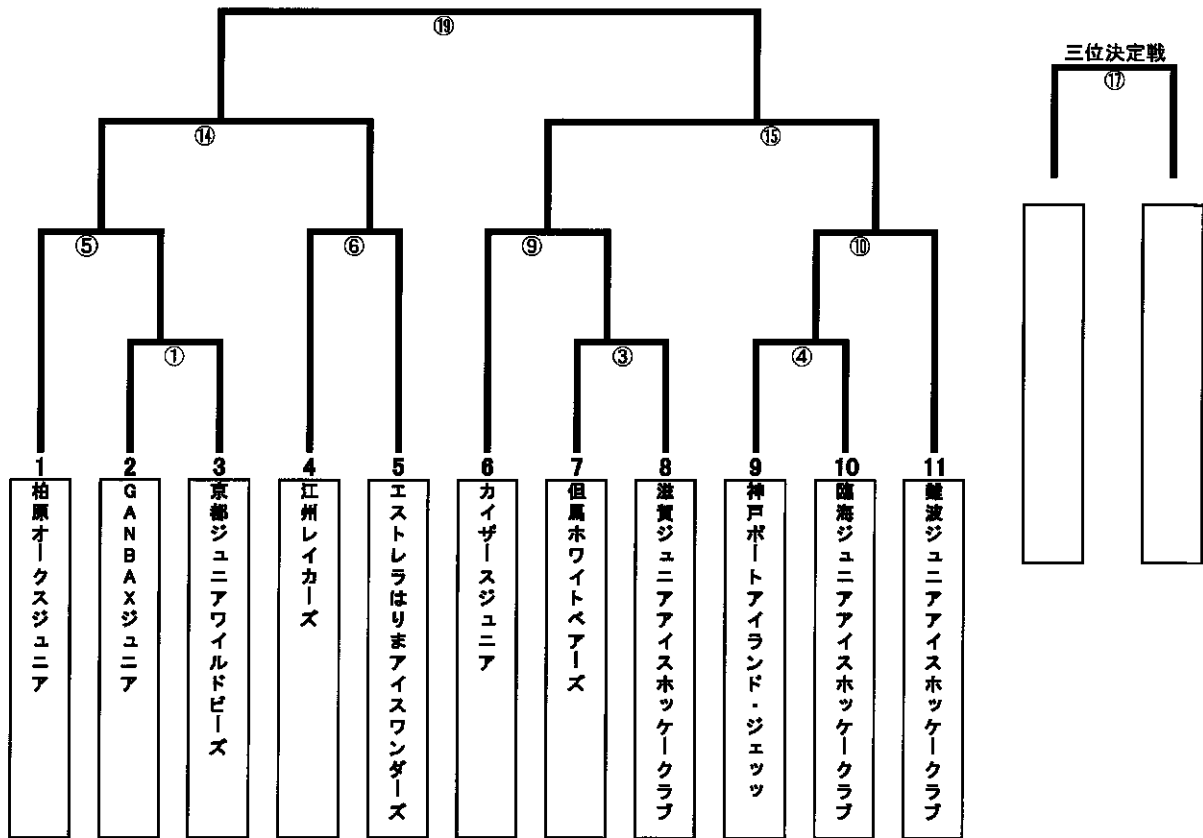 ⑲
三位決定戦
⑰
⑭
⑮
⑤
⑥
⑨
⑩
①
③
④
1
柏原オークスジュニア
2
GANBAXジュニア
3
京都ジュニアワイルドビーズ
4
江州レイカーズ
5
エストレラはりまアイスワンダーズ
6
カイザースジュニア
7
但馬ホワイトベアーズ
8
滋賀ジュニアアイスホッケークラブ
9
神戸ポートアイランド・ジェッツ
10
臨海ジュニアアイスホッケークラブ
11
難波ジュニアアイスホッケークラブ